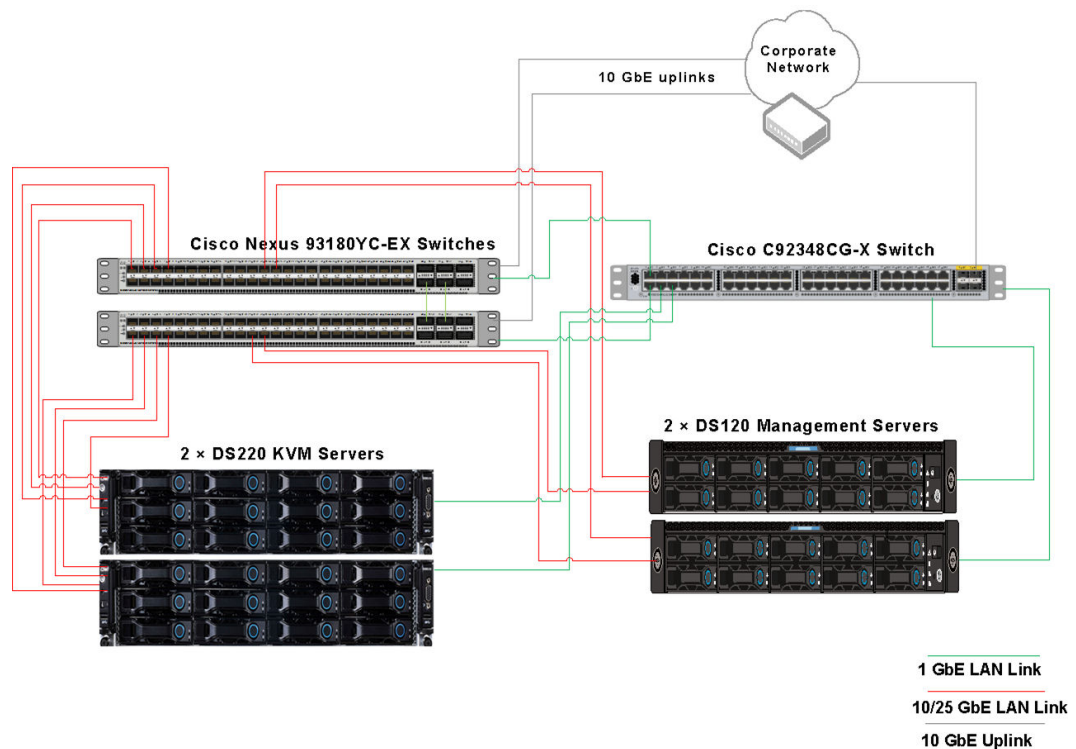 Corporate
Network
10 GbE uplinks
Cisco Nexus 93180YC-EX Switches
Cisco C92348CG-X Switch
2 × DS220 KVM Servers
2 × DS120 Management Servers
1 GbE LAN Link
10/25 GbE LAN Link
10 GbE Uplink